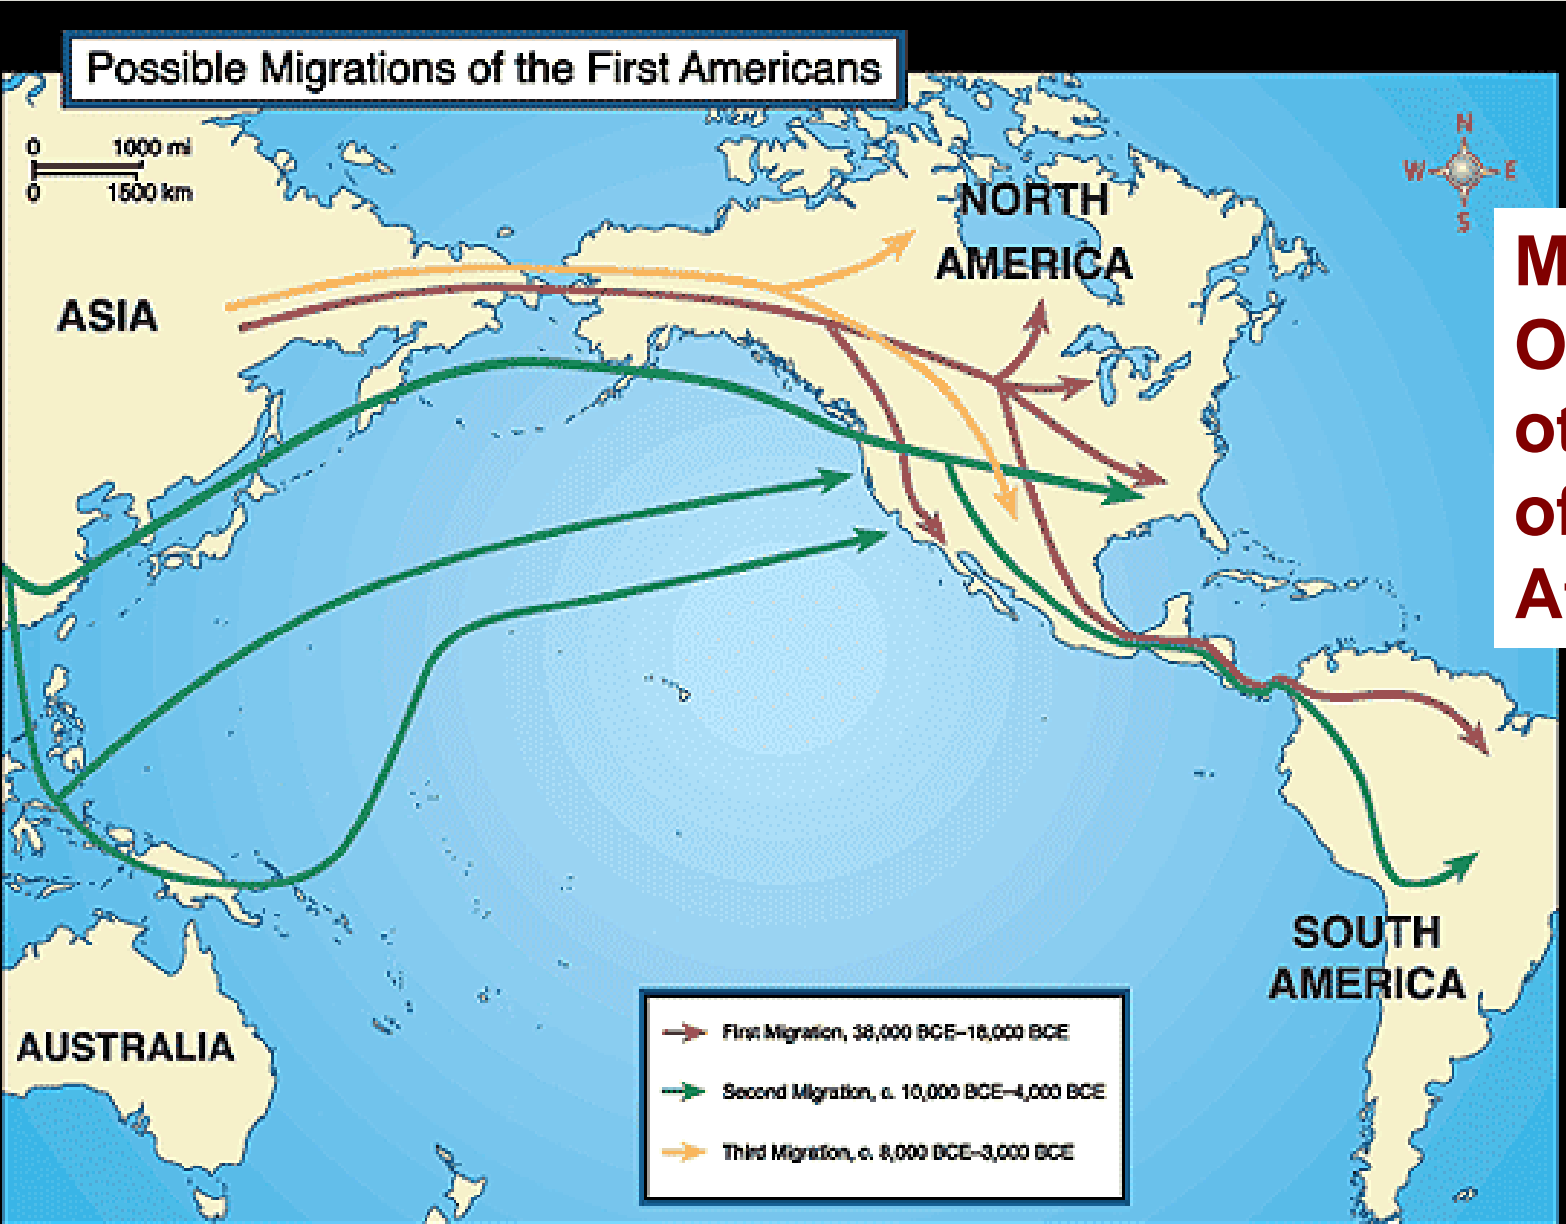 Possible Migrations of the First Americans
0 1000 mi
0 1500 km
N
W E
S
NORTH
AMERICA
ASIA
M
O
ot
of
SOUTH
AMERICA
AUSTRALIA
First Migration, 38,000 BCE–18,000 BCE
Second Migration, c. 10,000 BCE–4,000 BCE
Third Migration, c. 8,000 BCE–3,000 BCE